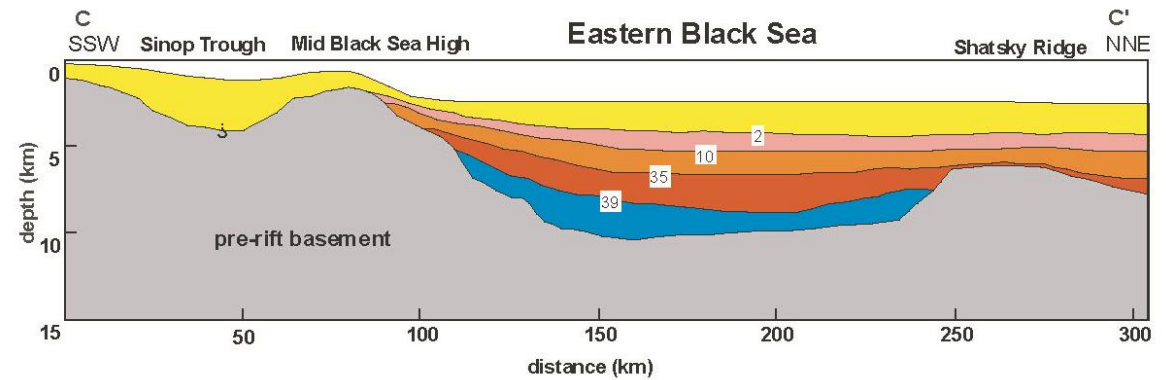 C
C'
SSW Sinop Trough Mid Black Sea High Eastern Black Sea Shatsky Ridge NNE
0
5
10
15
depth (km)
2
10
35
39
pre-rift basement
50 100 150 200 250 300
distance (km)